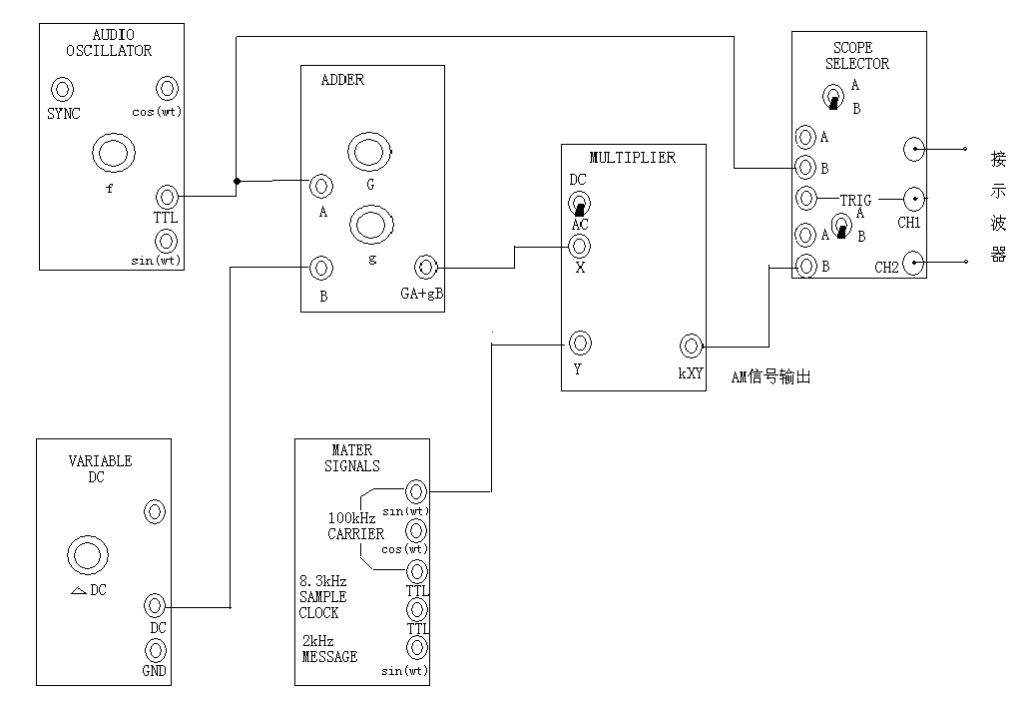 AUDIO
OSCILLATOR
SYNC
cos(wt)
f
TTL
sin(wt)
ADDER
G
A
g
B
GA+gB
MULTIPLIER
DC
AC
X
Y
kXY
AM信号输出
SCOPE
SELECTOR
A
B
A
B
TRIG
A
B
A
CH1
B
CH2
接
示
波
器
VARIABLE
DC
DC
DC
GND
MATER
SIGNALS
sin(wt)
100kHz
CARRIER
cos(wt)
8.3kHz
SAMPLE
CLOCK
TTL
TTL
2kHz
MESSAGE
sin(wt)